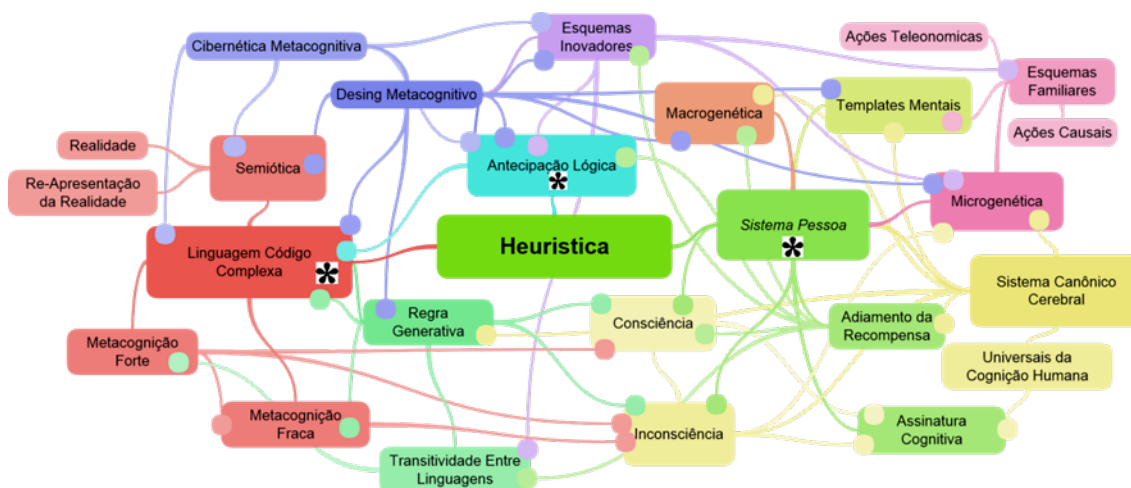 Cibernética Metacognitiva
Esquemas
Inovadores
Ações Teleonomicas
Desing Metacognitivo
Macrogenética
Templates Mentais
Esquemas
Familiares
Ações Causais
Realidade
Semiótica
Re-Apresentação
da Realidade
Antecipação Lógica
*
Microgenética
Linguagem Código
Complexa
*
Heuristica
Sistema Pessoa
*
Sistema Canônico
Cerebral
Regra
Generativa
Consciência
Adiamento da
Recompensa
Metacognição
Forte
Universais da
Cognição Humana
Metacognição
Fraca
Inconsciência
Assinatura
Cognitiva
Transitividade Entre
Linguagens